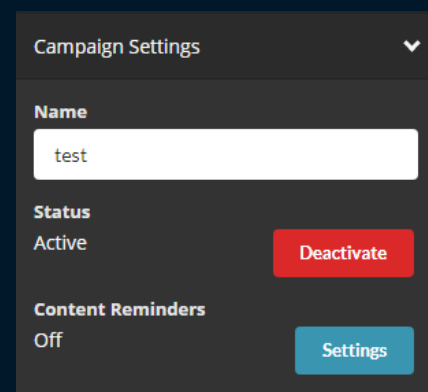 Campaign Settings
Name
test
Status
Active
Deactivate
Content Reminders
Off
Settings